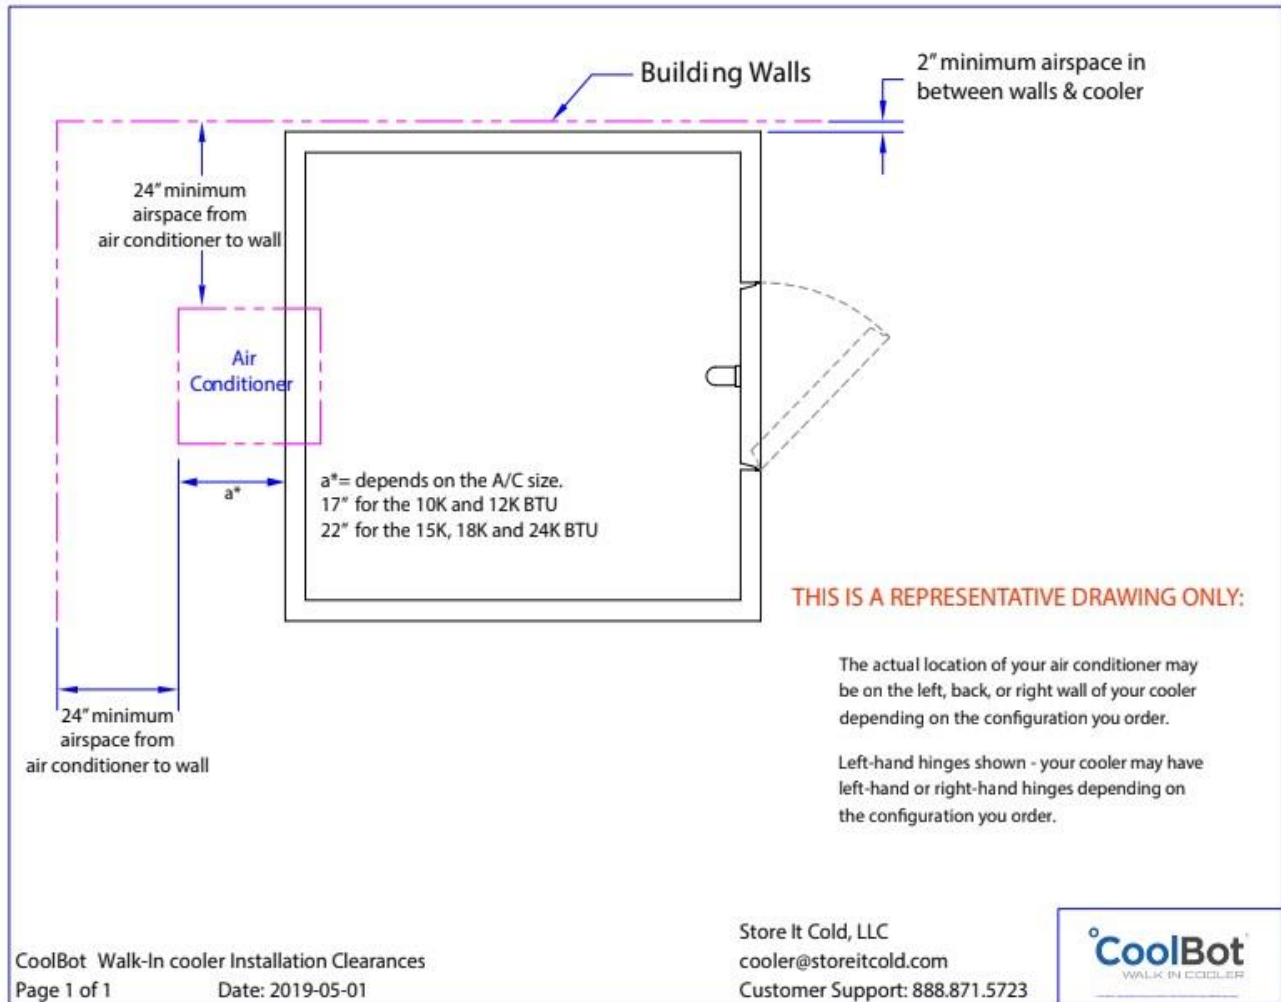 Building Walls
2" minimum airspace in
between walls & cooler
24" minimum
airspace from
air conditioner to wall
Air
Conditioner
a*
a*= depends on the A/C size.
17" for the 10K and 12K BTU
22" for the 15K, 18K and 24K BTU
THIS IS A REPRESENTATIVE DRAWING ONLY:
The actual location of your air conditioner may
be on the left, back, or right wall of your cooler
depending on the configuration you order.
24" minimum
airspace from
air conditioner to wall
Left-hand hinges shown - your cooler may have
left-hand or right-hand hinges depending on
the configuration you order.
CoolBot Walk-In cooler Installation Clearances
Page 1 of 1 Date: 2019-05-01
Store It Cold, LLC
cooler@storeitcold.com
Customer Support: 888.871.5723
°CoolBot
WALK IN COOLER